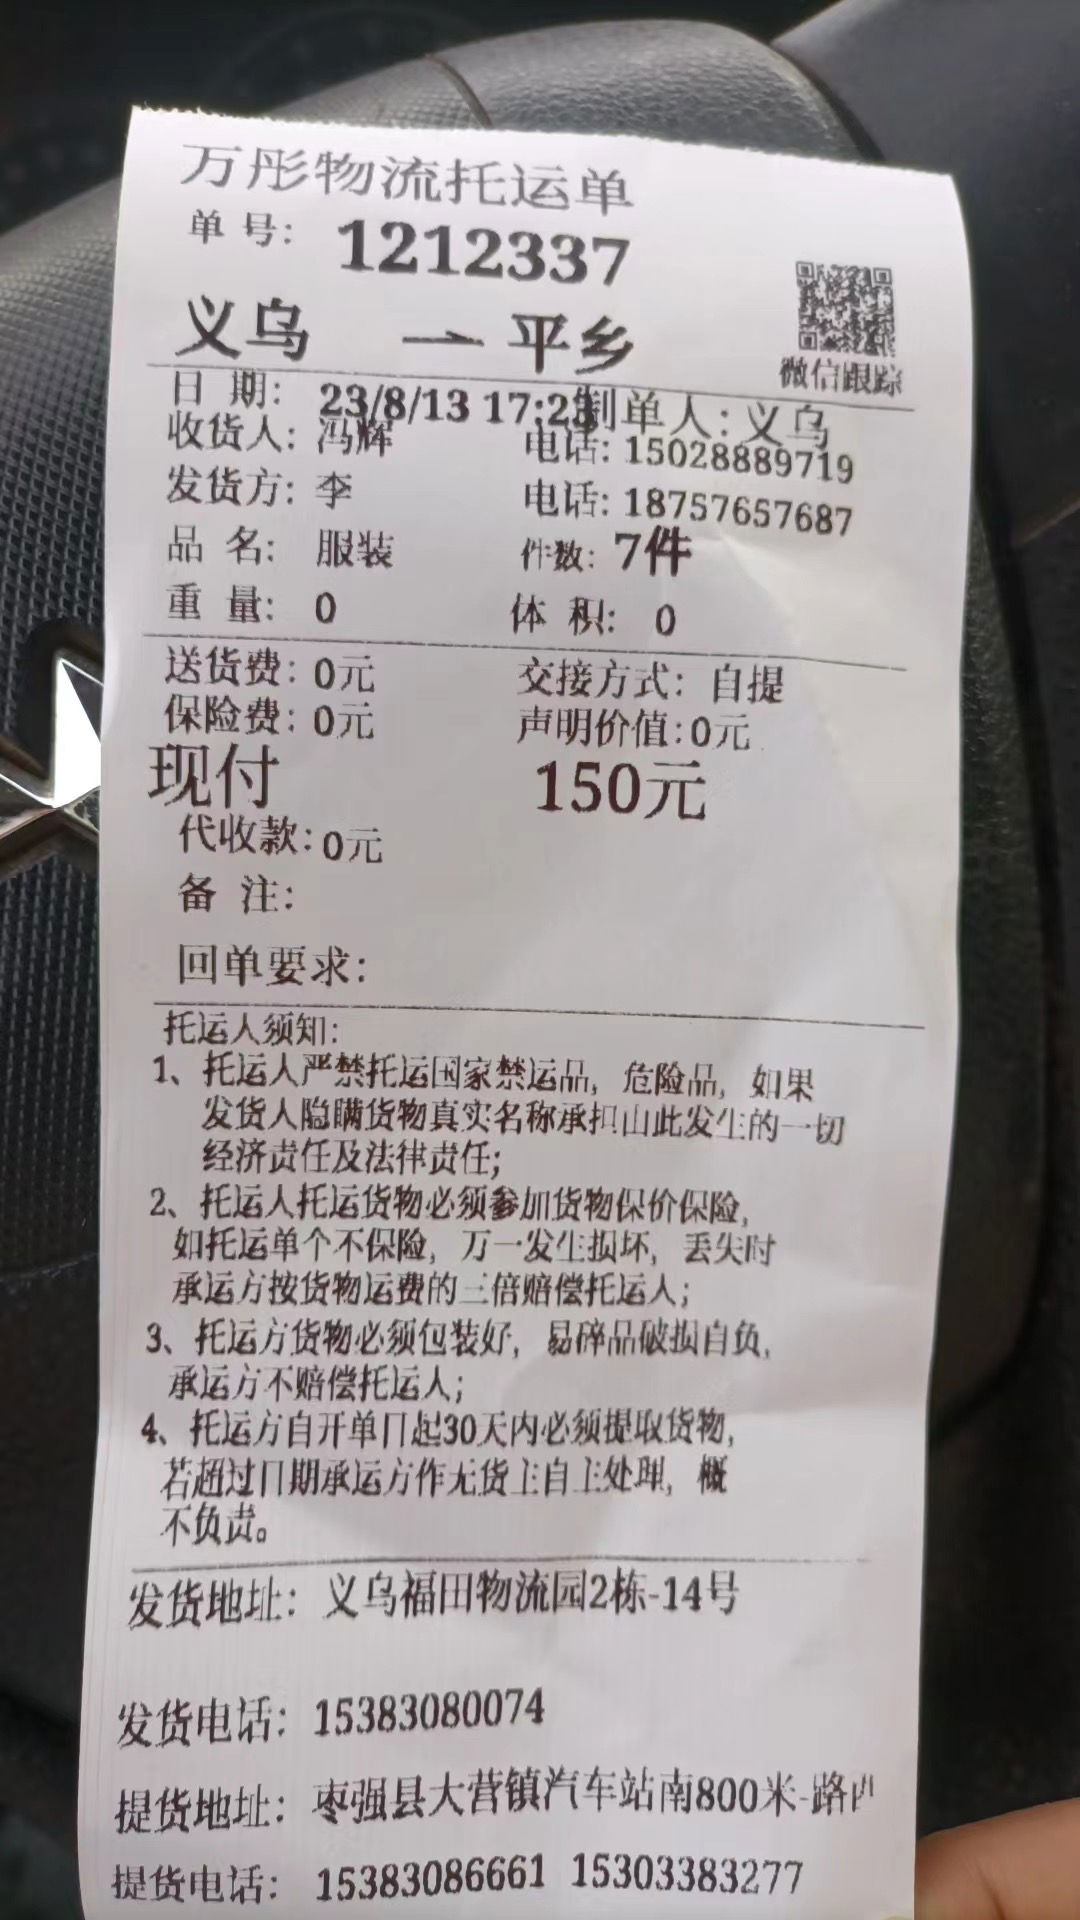 万彤物流托运单
单 号: 1212337
义乌 — 平乡
微信跟踪
日 期: 23/8/13 17:23 制单人: 义乌
收货人: 冯辉 电话: 15028889719
发货方: 李 电话: 18757657687
品 名: 服装 件数: 7件
重 量: 0 体 积: 0
送货费: 0元 交接方式: 自提
保险费: 0元 声明价值:0元
现付 150元
代收款:0元
备 注:
回单要求:
托运人须知:
1、托运人严禁托运国家禁运品, 危险品, 如果
发货人隐瞒货物真实名称承担由此发生的一切
经济责任及法律责任;
2、托运人托运货物必须参加货物保价保险,
如托运单个不保险, 万一发生损坏, 丢失时
承运方按货物运费的三倍赔偿托运人;
3、托运方货物必须包装好, 易碎品破损自负,
承运方不赔偿托运人;
4、托运方自开单日起30天内必须提取货物,
若超过日期承运方作无货主自主处理, 概
不负责。
发货地址: 义乌福田物流园2栋-14号
发货电话: 15383080074
提货地址: 枣强县大营镇汽车站南800米-路西
提货电话: 15383086661 15303383277